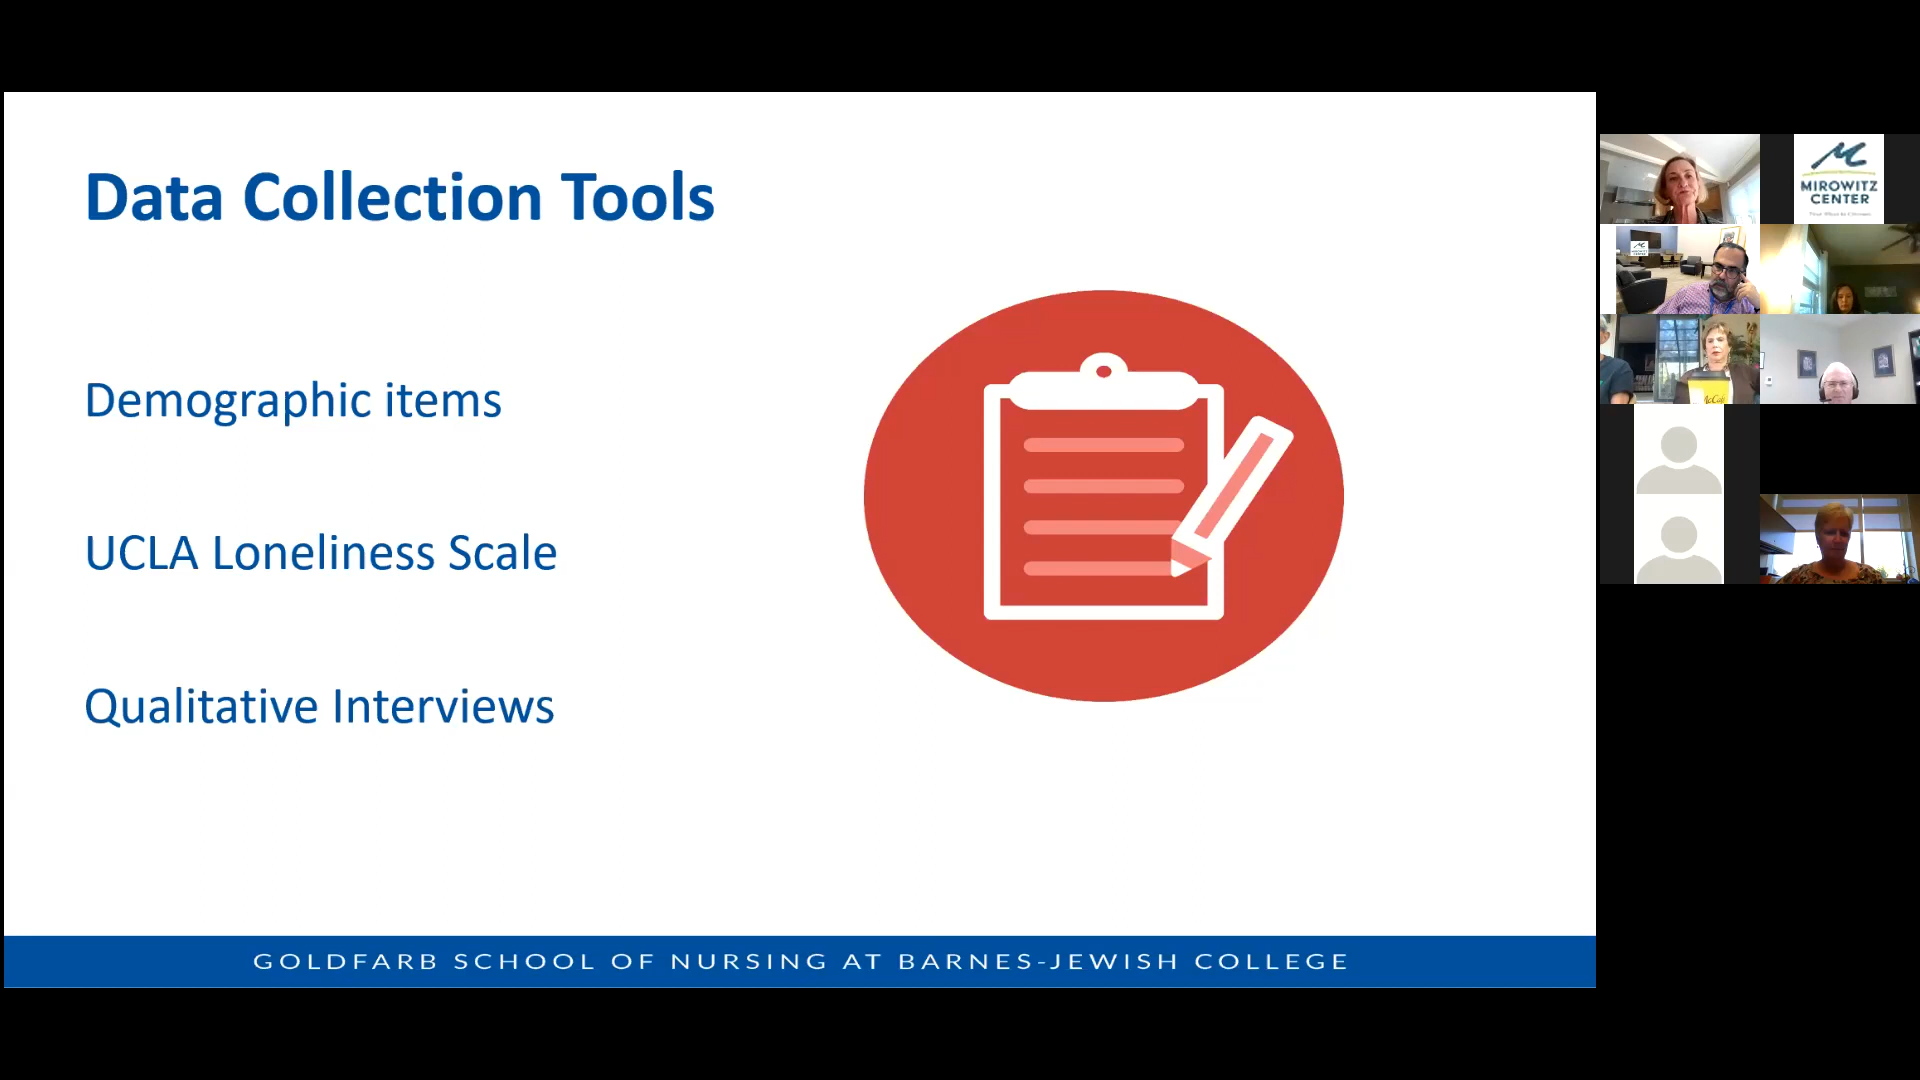 Data Collection Tools
Demographic items
UCLA Loneliness Scale
Qualitative Interviews
GOLDFARB SCHOOL OF NURSING AT BARNES-JEWISH COLLEGE
MIROWITZ
CENTER